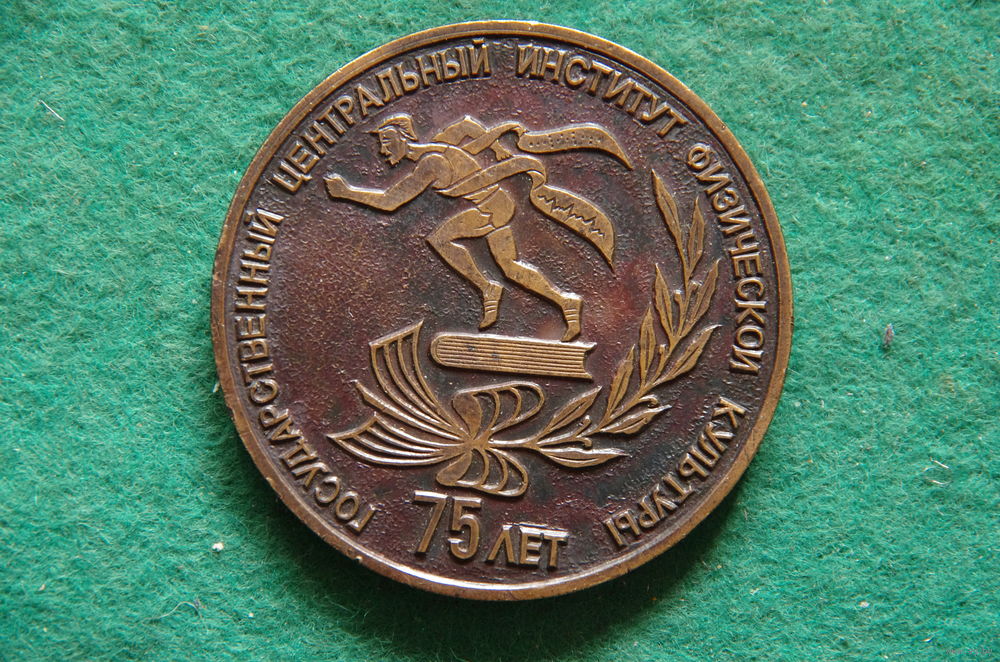 ГОСУДАРСТВЕННЫЙ ЦЕНТРАЛЬНЫЙ ИНСТИТУТ ФИЗИЧЕСКОЙ КУЛЬТУРЫ
75 ЛЕТ